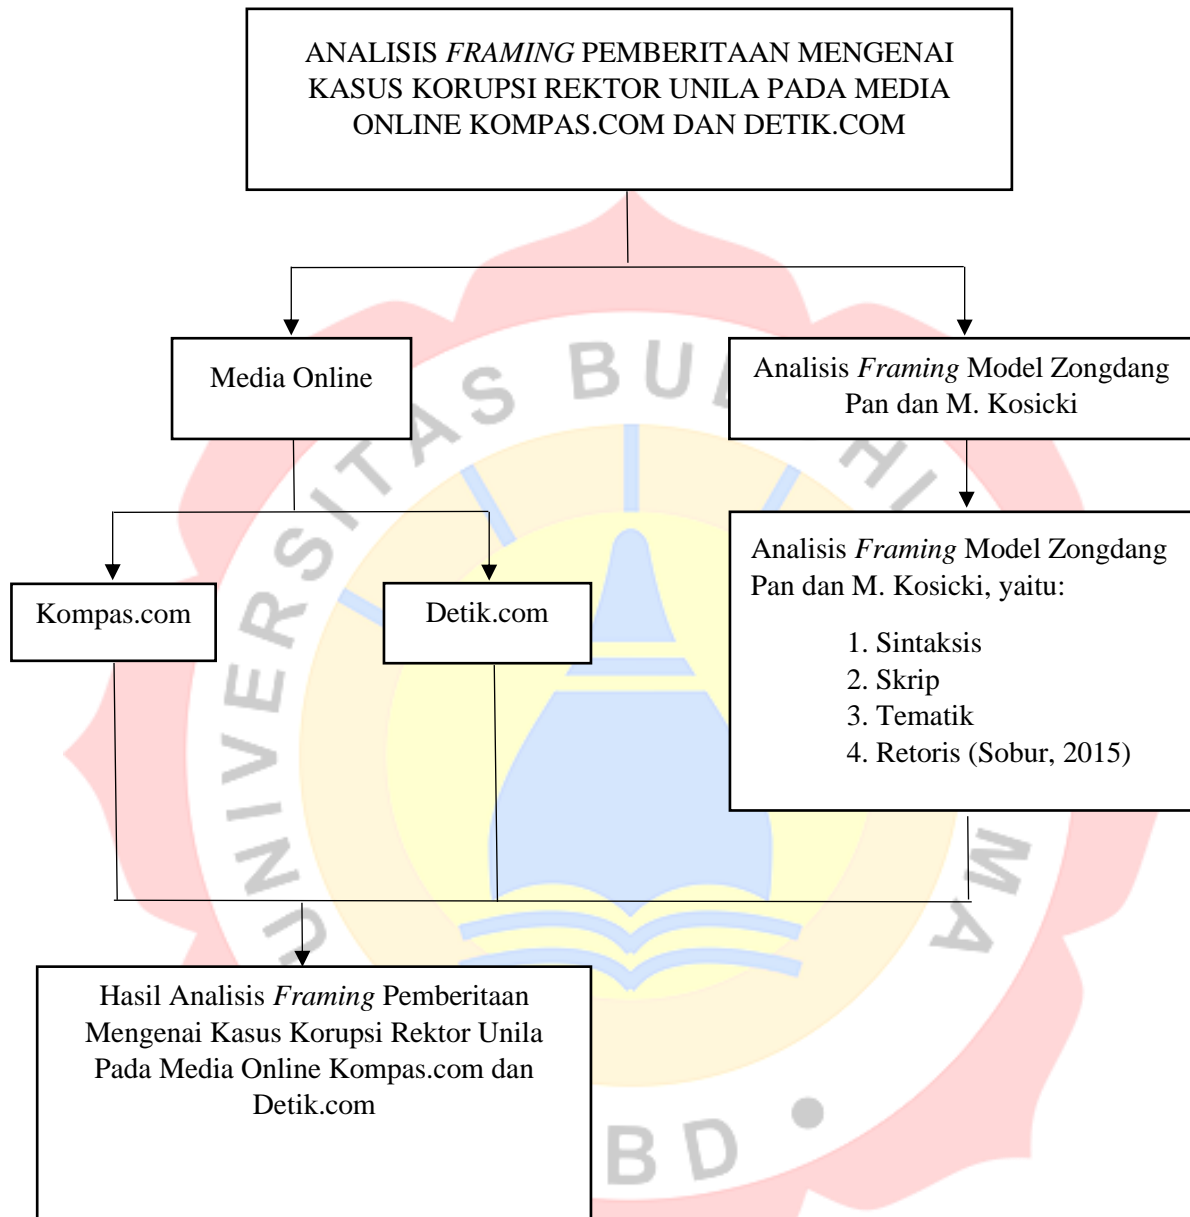 ANALISIS FRAMING PEMBERITAAN MENGENAI
KASUS KORUPSI REKTOR UNILA PADA MEDIA
ONLINE KOMPAS.COM DAN DETIK.COM
Media Online
Analisis Framing Model Zongdang
Pan dan M. Kosicki
Kompas.com
Detik.com
Analisis Framing Model Zongdang
Pan dan M. Kosicki, yaitu:
1. Sintaksis
2. Skrip
3. Tematik
4. Retoris (Sobur, 2015)
Hasil Analisis Framing Pemberitaan
Mengenai Kasus Korupsi Rektor Unila
Pada Media Online Kompas.com dan
Detik.com
UNIVERSITAS BU
BD